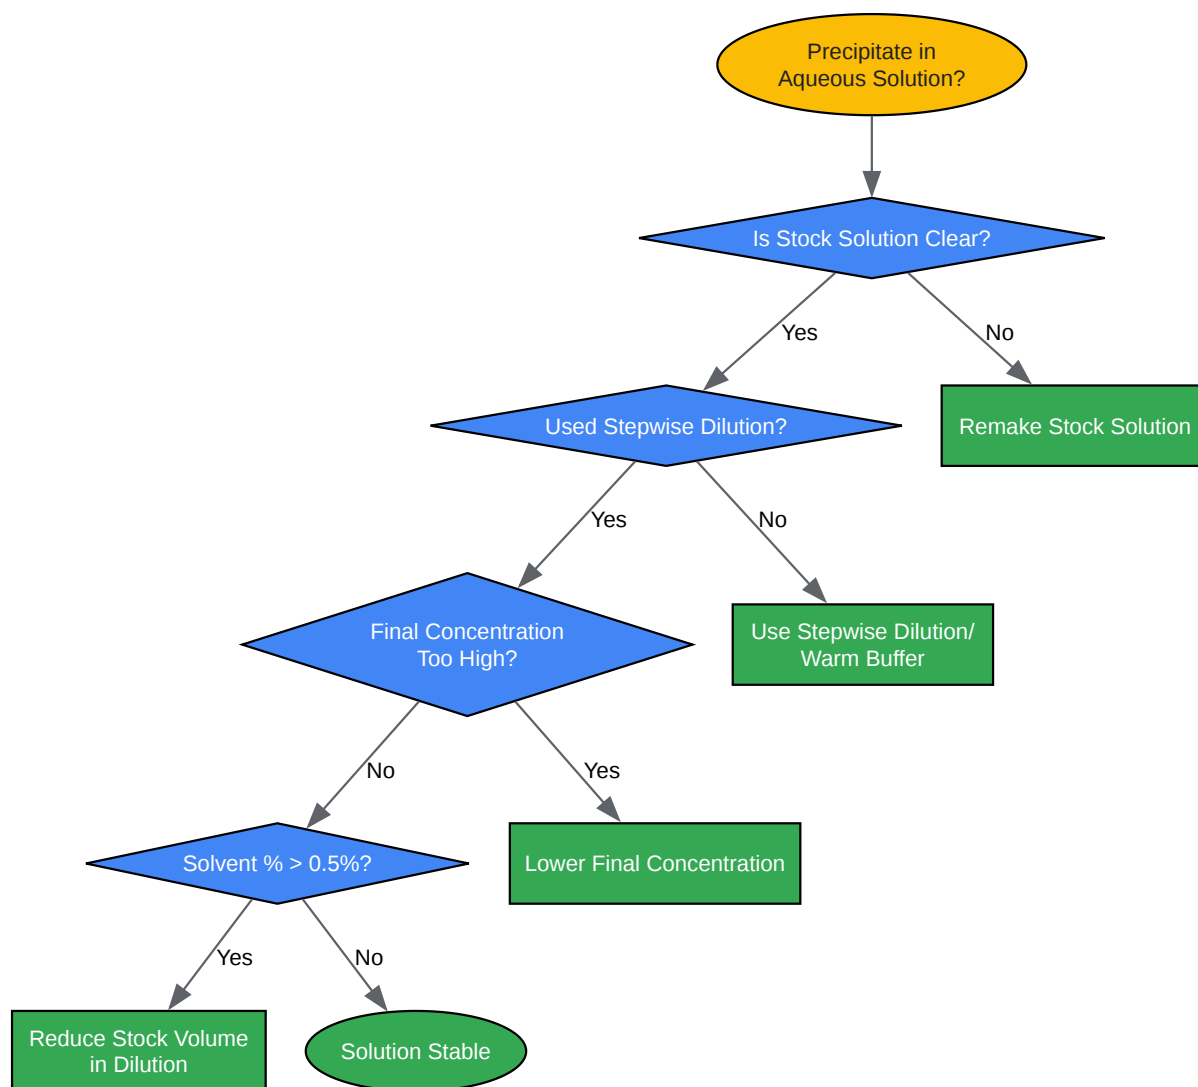 Precipitate in
Aqueous Solution?
Is Stock Solution Clear?
Yes
No
Used Stepwise Dilution?
Remake Stock Solution
Yes
No
Final Concentration
Too High?
Use Stepwise Dilution/
Warm Buffer
No
Yes
Solvent % > 0.5%?
Lower Final Concentration
Yes
No
Reduce Stock Volume
in Dilution
Solution Stable